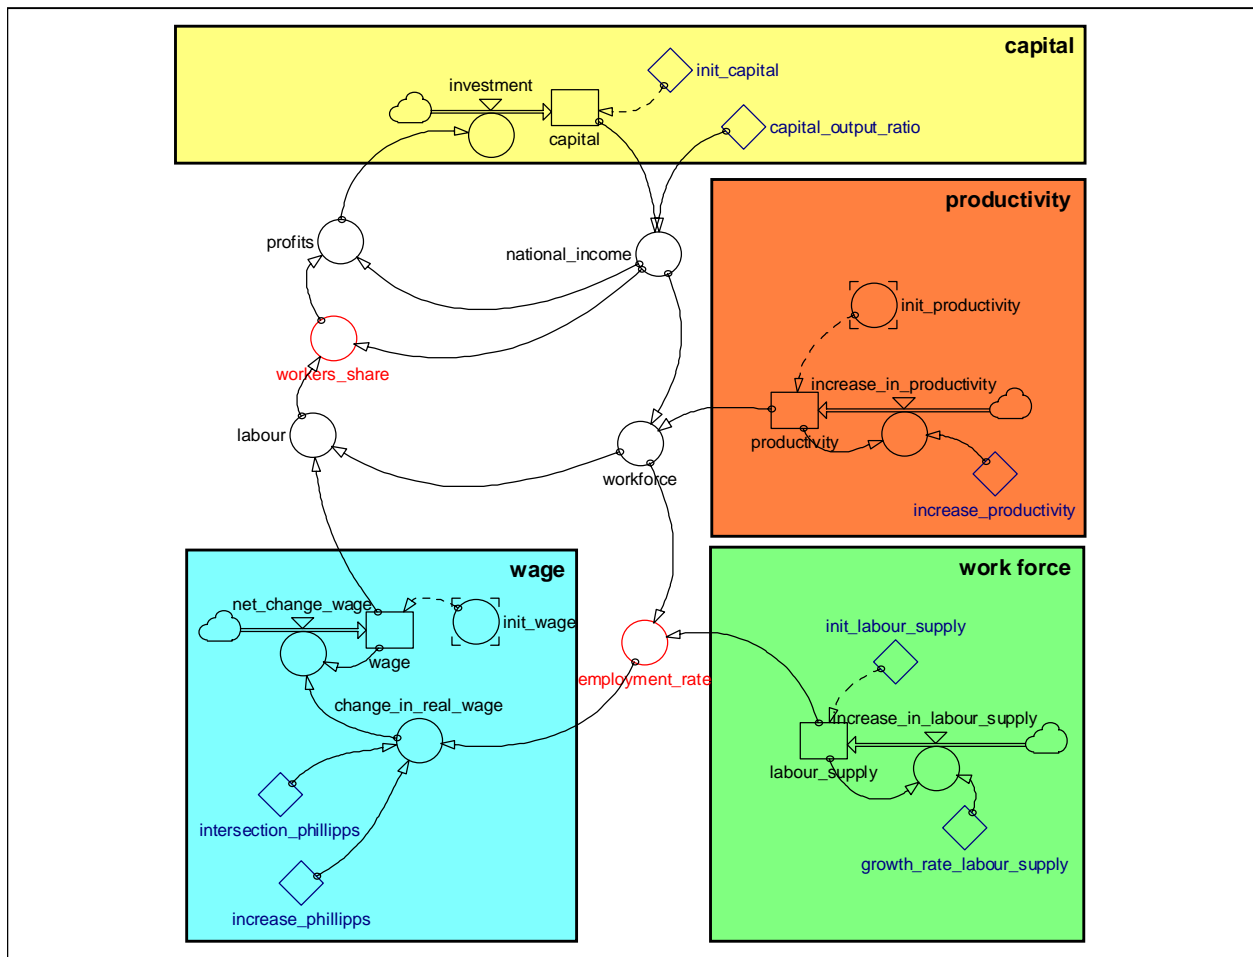 capital
init_capital
investment
capital
capital_output_ratio
productivity
profits
national_income
init_productivity
workers_share
increase_in_productivity
labour
productivity
workforce
increase_productivity
wage
work force
net_change_wage
init_wage
init_labour_supply
wage
employment_rate
change_in_real_wage
increase_in_labour_supply
labour_supply
intersection_phillipps
growth_rate_labour_supply
increase_phillipps